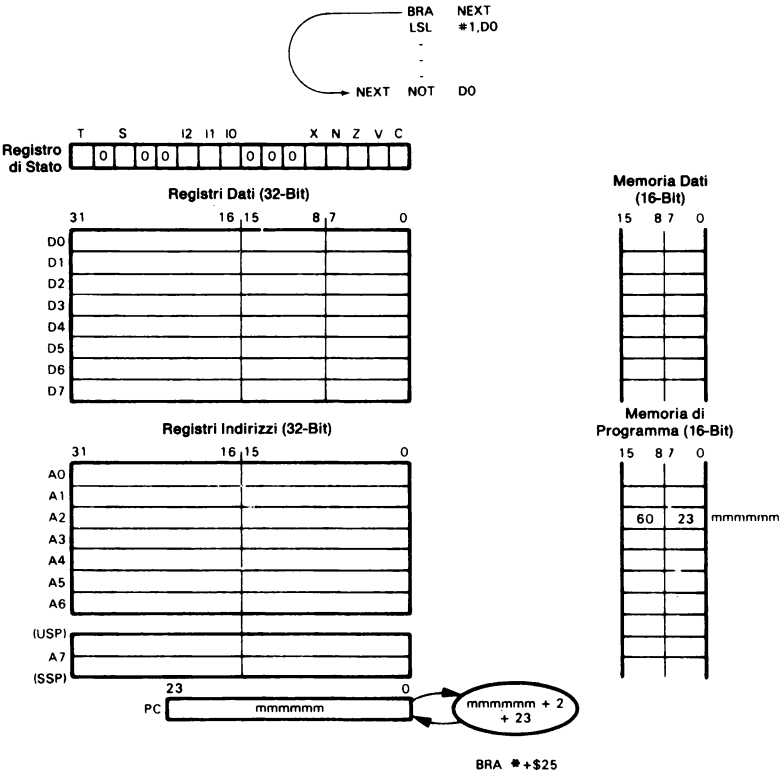 BRA NEXT
LSL #1,D0
-
-
-
NEXT NOT D0
T S I2 I1 I0 X N Z V C
Registro di Stato
0 0 0 0 0 0
Registri Dati (32-Bit)
31 16 15 8 7 0
D0
D1
D2
D3
D4
D5
D6
D7
Memoria Dati
(16-Bit)
15 8 7 0
Registri Indirizzi (32-Bit)
31 16 15 0
A0
A1
A2
A3
A4
A5
A6
(USP)
A7
(SSP)
Memoria di
Programma (16-Bit)
15 8 7 0
60 23 mmmmmm
23 0
PC mmmmmm
mmmmmm + 2
+ 23
BRA *+$25